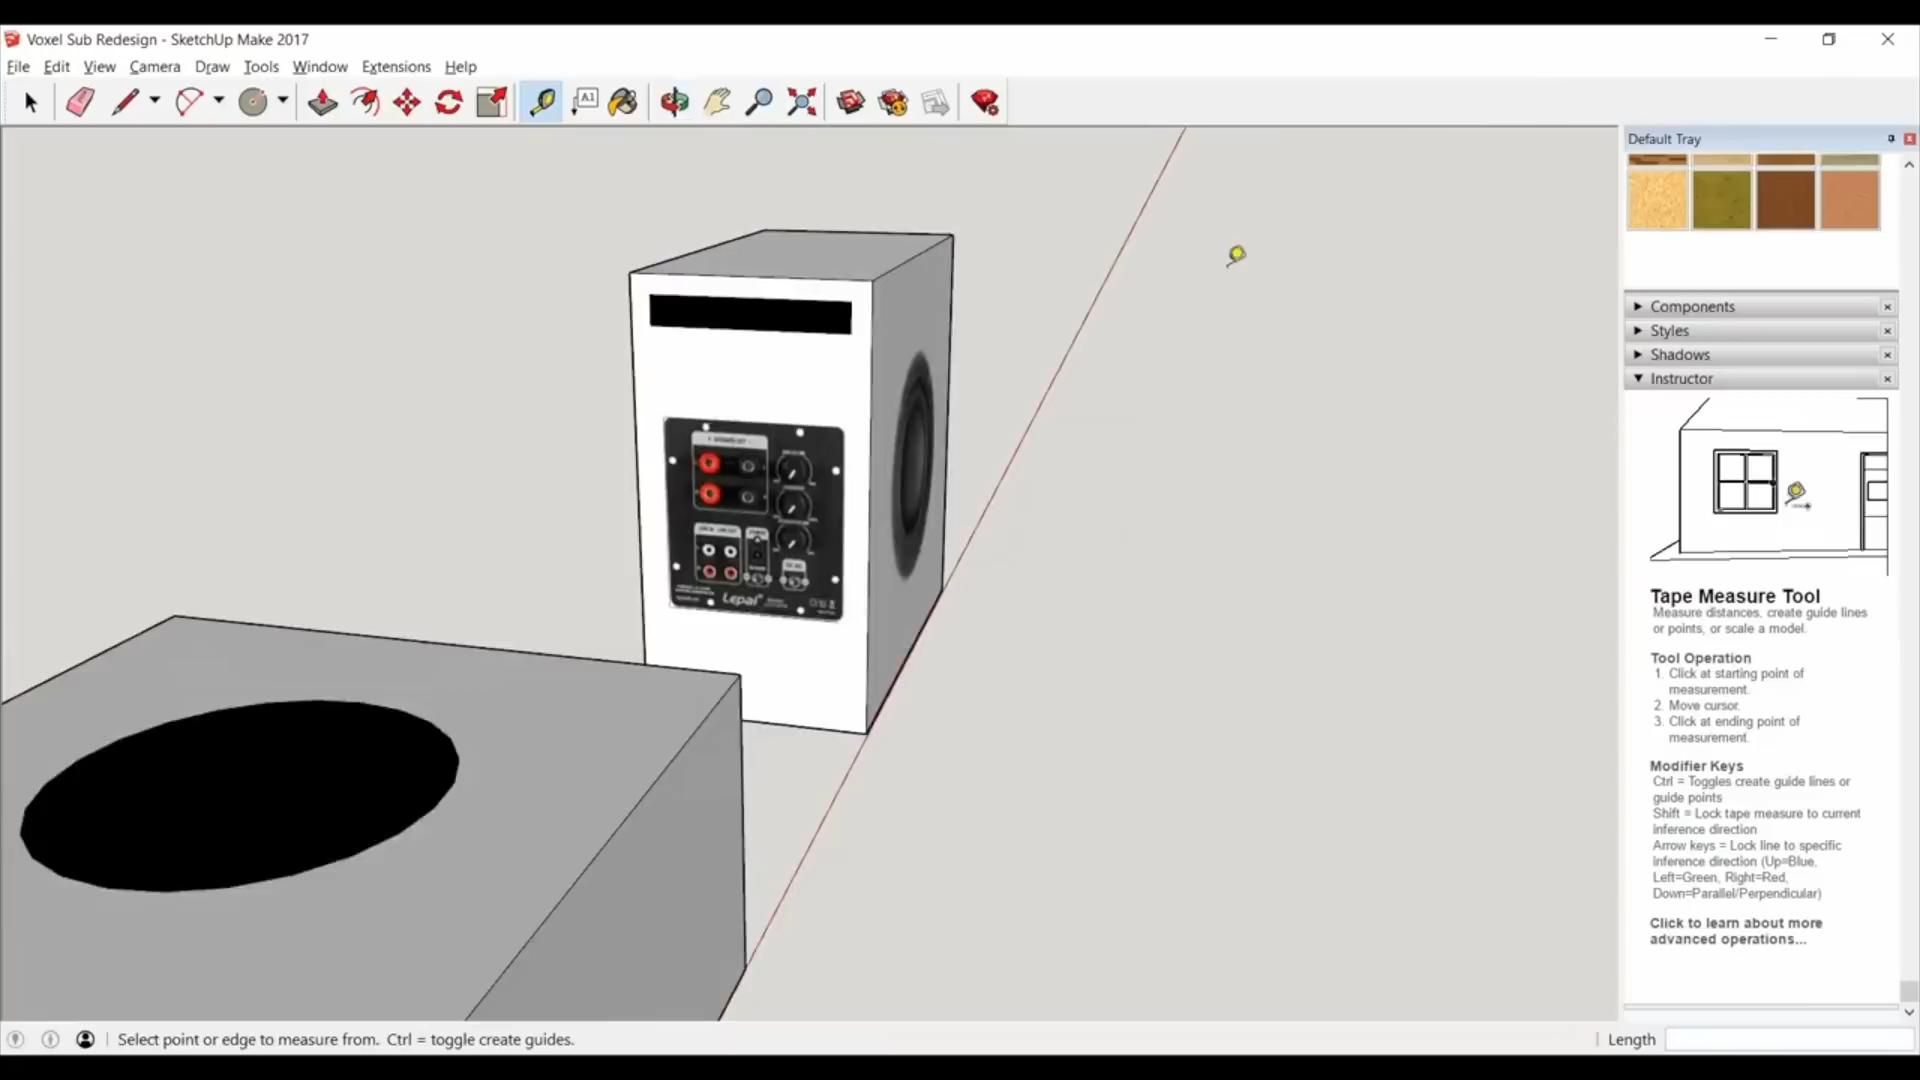 Voxel Sub Redesign - SketchUp Make 2017
File Edit View Camera Draw Tools Window Extensions Help
A1
Default Tray
Components
Styles
Shadows
Instructor
Lepai
Tape Measure Tool
Measure distances, create guide lines
or points, or scale a model.
Tool Operation
1. Click at starting point of
measurement.
2. Move cursor.
3. Click at ending point of
measurement.
Modifier Keys
Ctrl = Toggles create guide lines or
guide points
Shift = Lock tape measure to current
inference direction
Arrow keys = Lock line to specific
inference direction (Up=Blue,
Left=Green, Right=Red,
Down=Parallel/Perpendicular)
Click to learn about more
advanced operations...
Select point or edge to measure from. Ctrl = toggle create guides.
Length